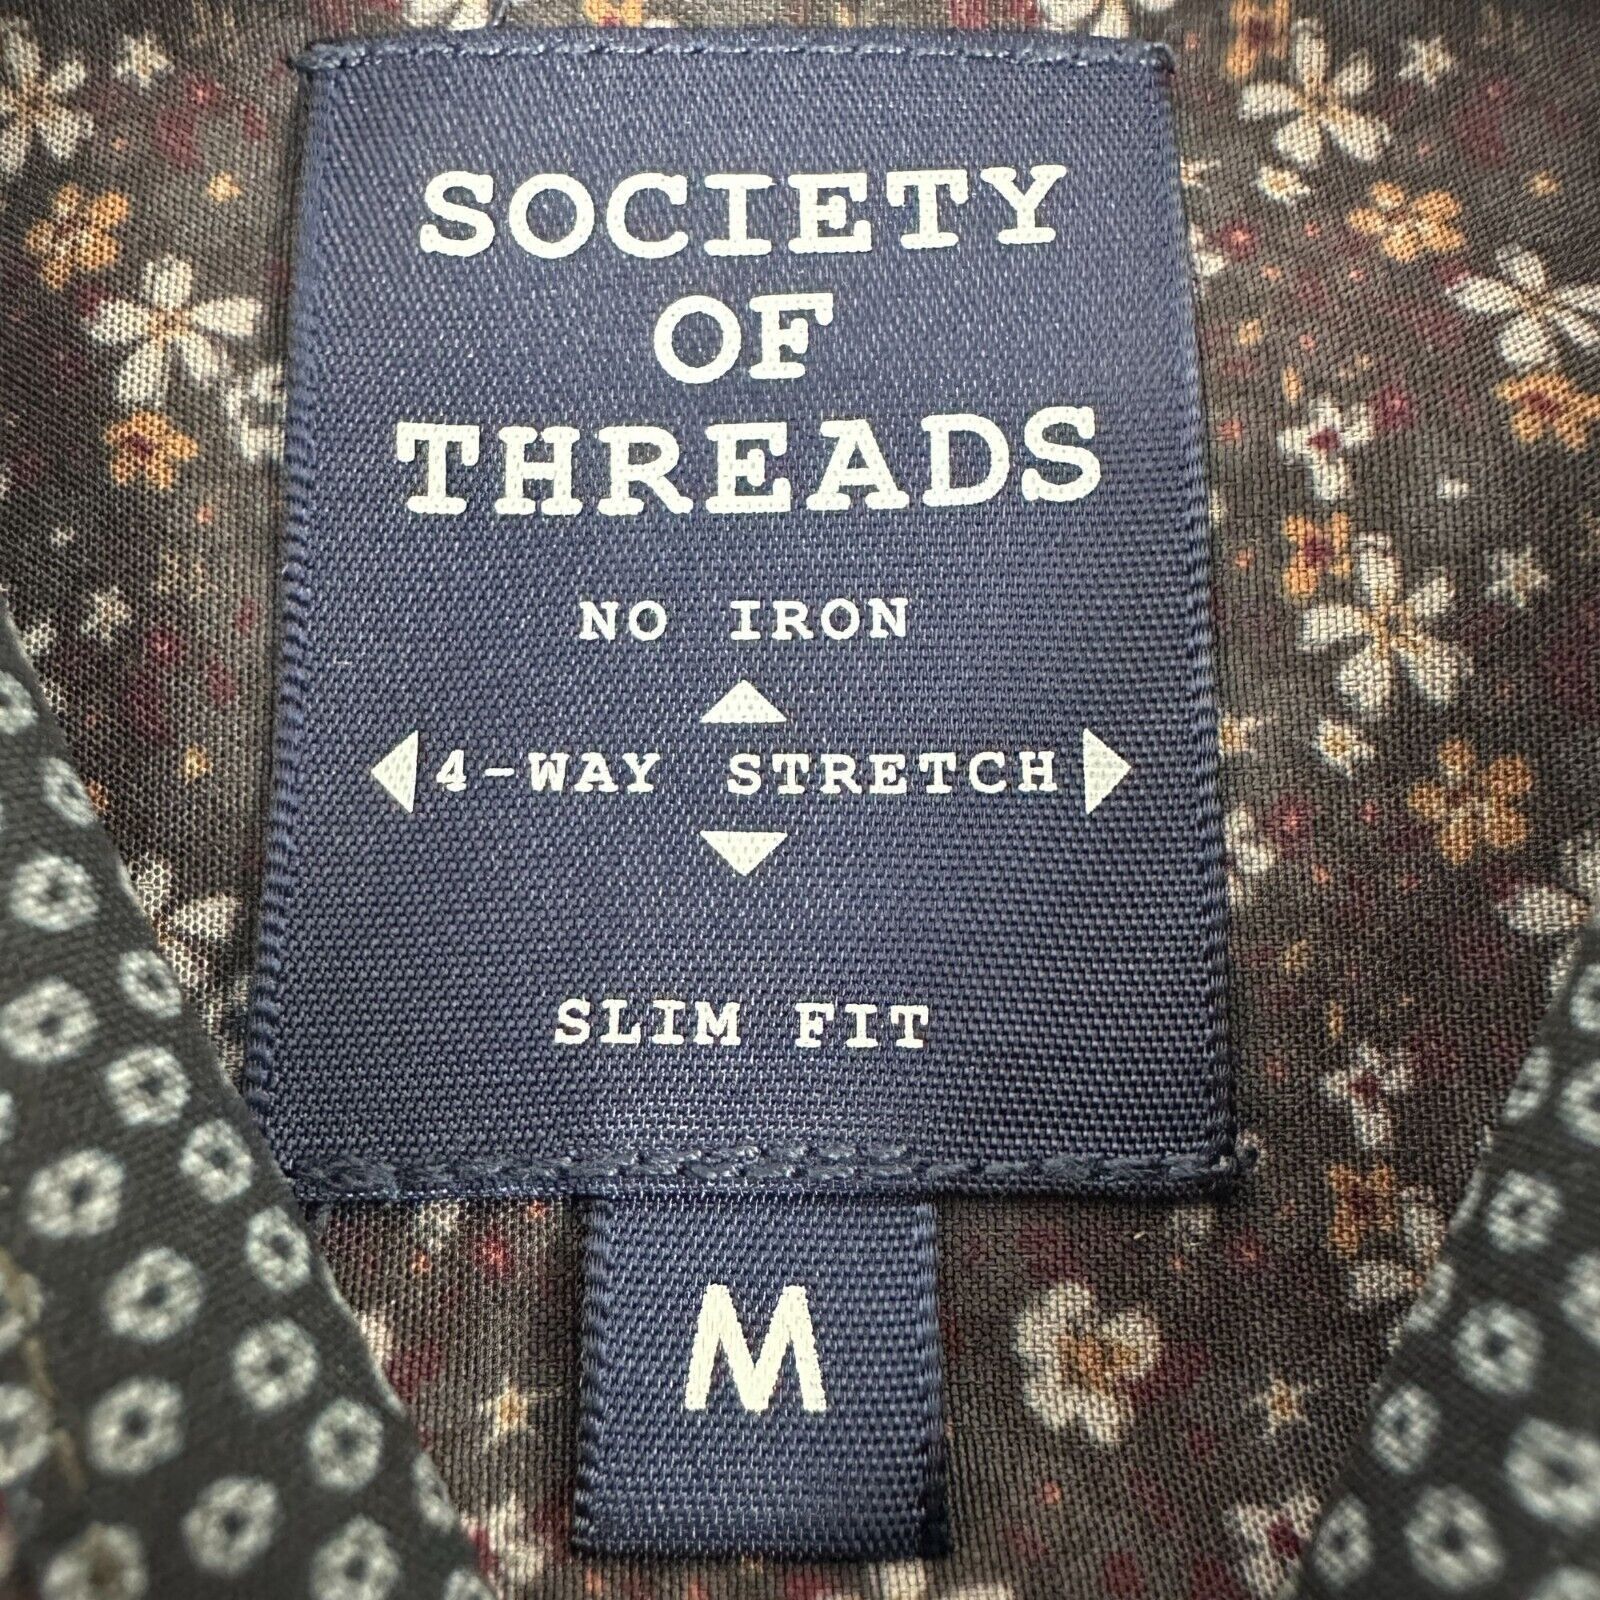 SOCIETY
OF
THREADS
NO IRON
4-WAY STRETCH
SLIM FIT
M